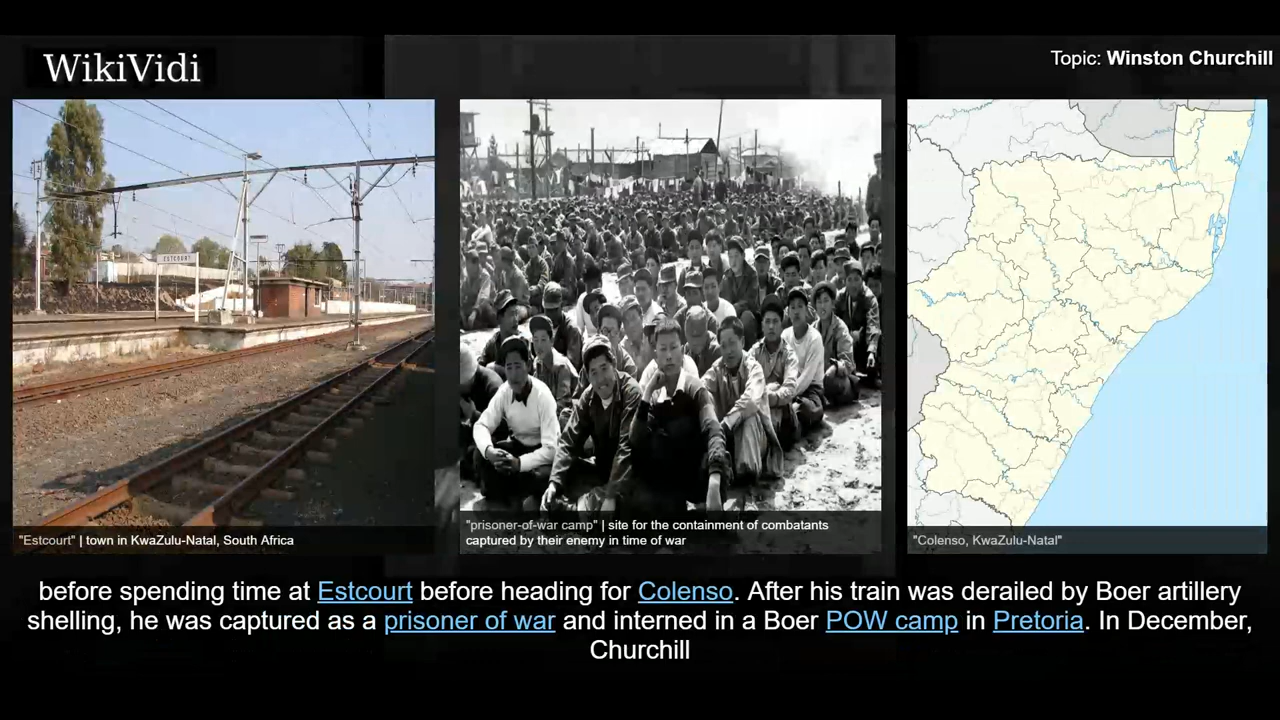 WikiVidi
Topic: Winston Churchill
ESTCOURT
"Estcourt" | town in KwaZulu-Natal, South Africa
"prisoner-of-war camp" | site for the containment of combatants
captured by their enemy in time of war
"Colenso, KwaZulu-Natal"
before spending time at Estcourt before heading for Colenso. After his train was derailed by Boer artillery
shelling, he was captured as a prisoner of war and interned in a Boer POW camp in Pretoria. In December,
Churchill